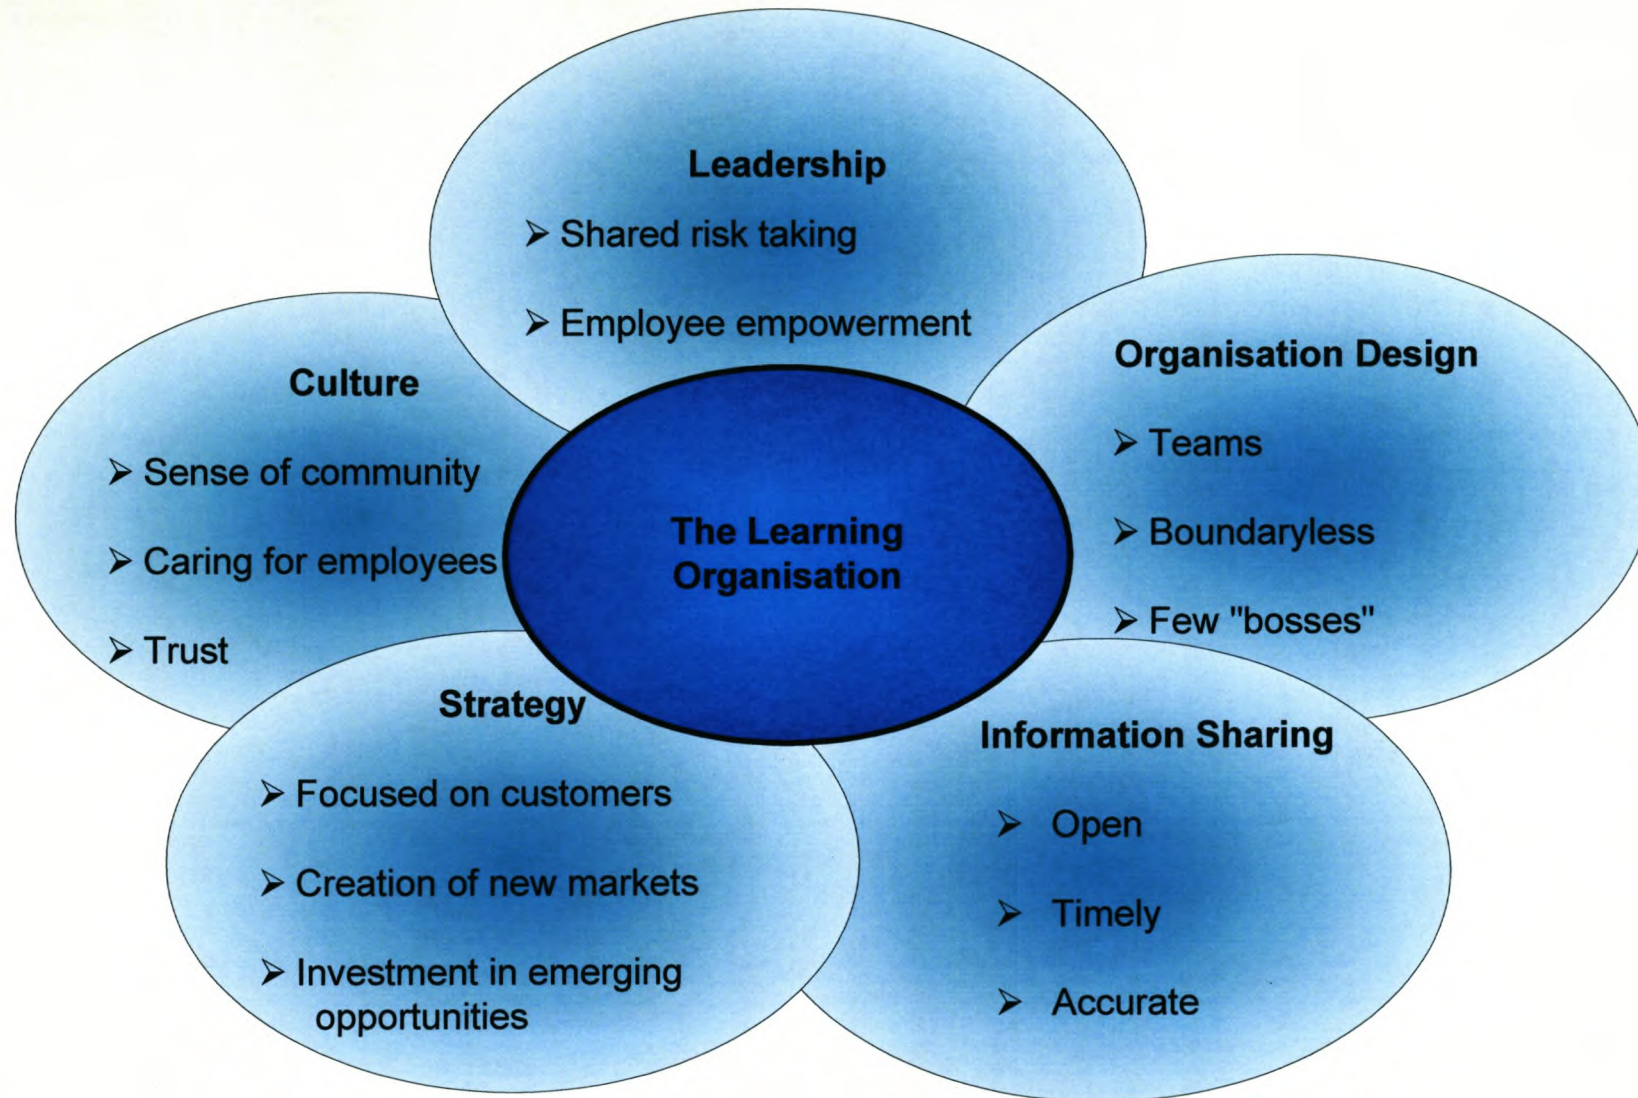 Leadership
➢ Shared risk taking
➢ Employee empowerment
Organisation Design
➢ Teams
➢ Boundaryless
➢ Few "bosses"
Culture
➢ Sense of community
➢ Caring for employees
➢ Trust
The Learning
Organisation
Strategy
➢ Focused on customers
➢ Creation of new markets
➢ Investment in emerging
opportunities
Information Sharing
➢ Open
➢ Timely
➢ Accurate